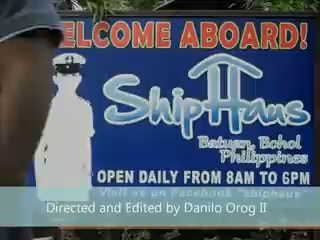 WELCOME ABOARD!
ShipHaus
Batuan, Bohol
Philippines
OPEN DAILY FROM 8AM TO 6PM
Visit us on Facebook "shiphaus"
Directed and Edited by Danilo Orog II